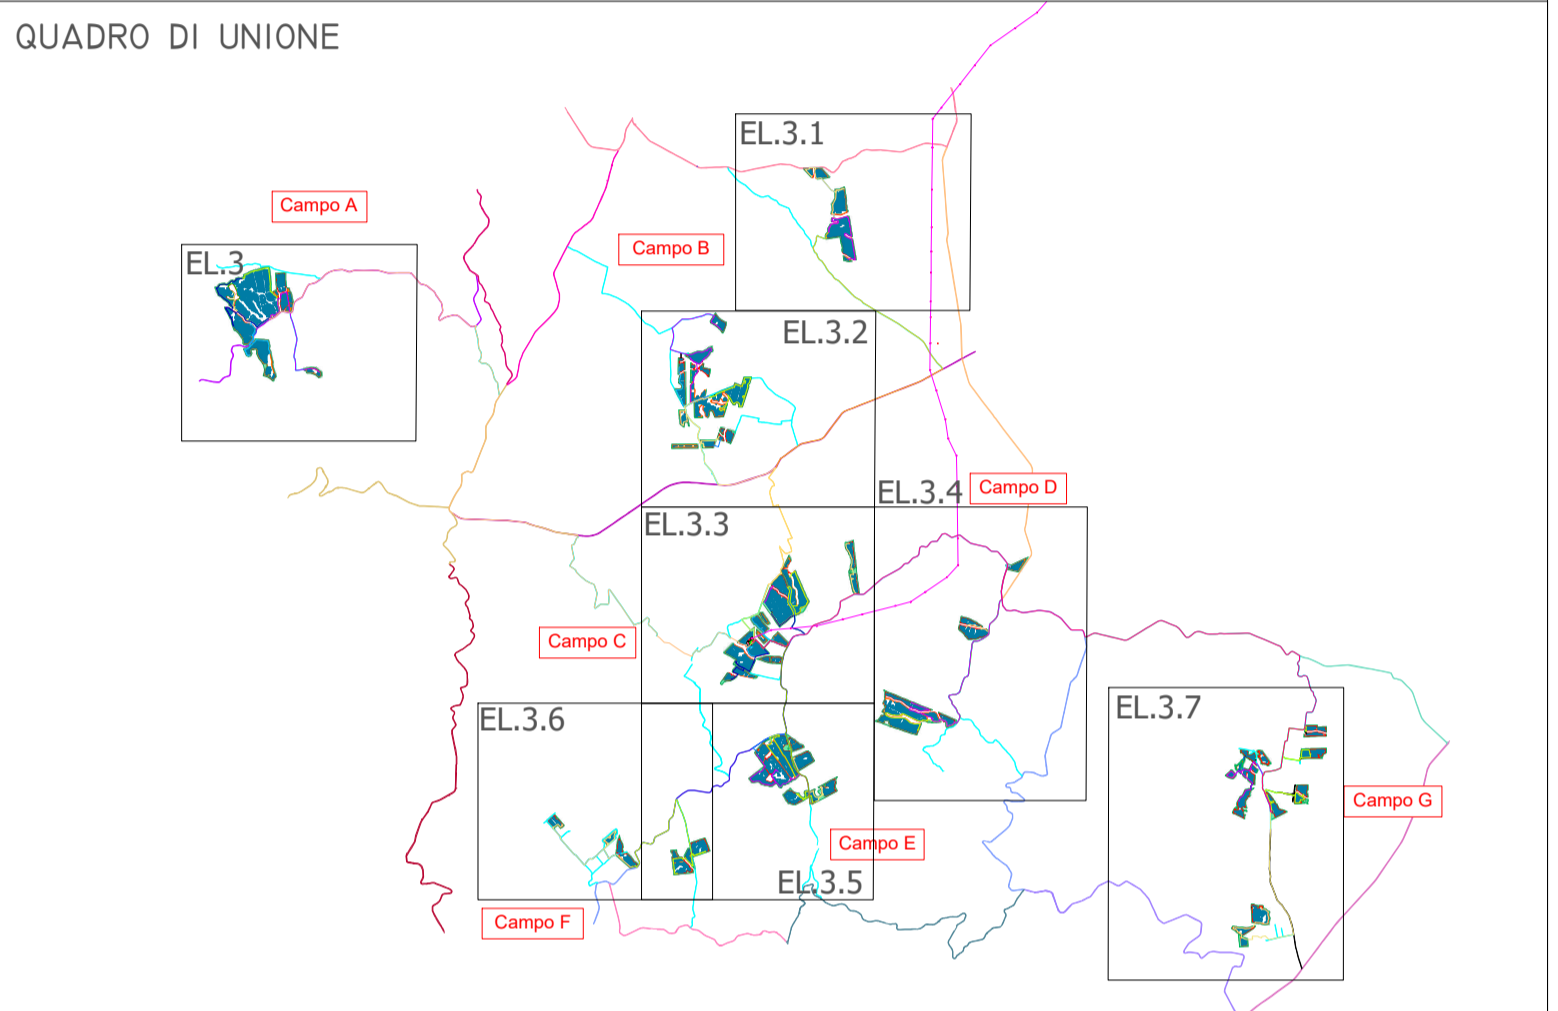 QUADRO DI UNIONE
EL.3.1
Campo A
Campo B
EL.3
EL.3.2
EL.3.4
Campo D
EL.3.3
Campo C
EL.3.7
EL.3.6
Campo G
Campo E
EL.3.5
Campo F